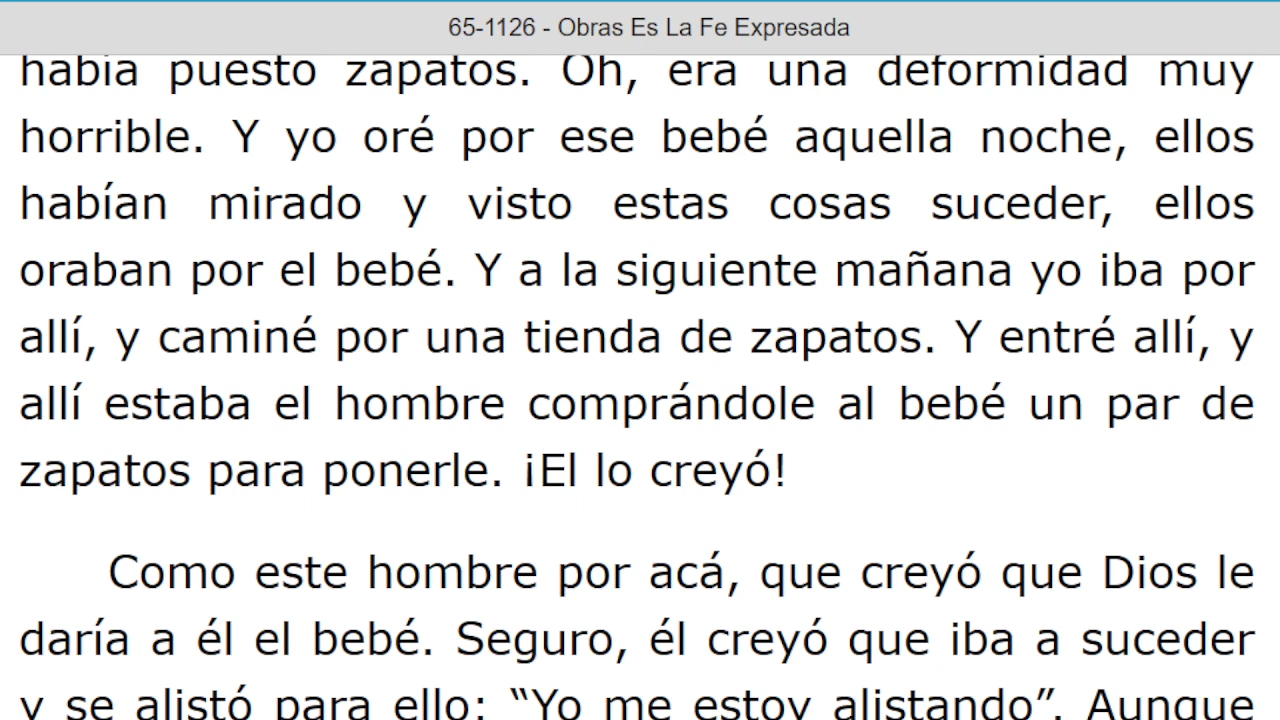 65-1126 - Obras Es La Fe Expresada
había puesto zapatos. Oh, era una deformidad muy
horrible. Y yo oré por ese bebé aquella noche, ellos
habían mirado y visto estas cosas suceder, ellos
oraban por el bebé. Y a la siguiente mañana yo iba por
allí, y caminé por una tienda de zapatos. Y entré allí, y
allí estaba el hombre comprándole al bebé un par de
zapatos para ponerle. ¡El lo creyó!
Como este hombre por acá, que creyó que Dios le
daría a él el bebé. Seguro, él creyó que iba a suceder
y se alistó para ello: “Yo me estoy alistando”. Aunque